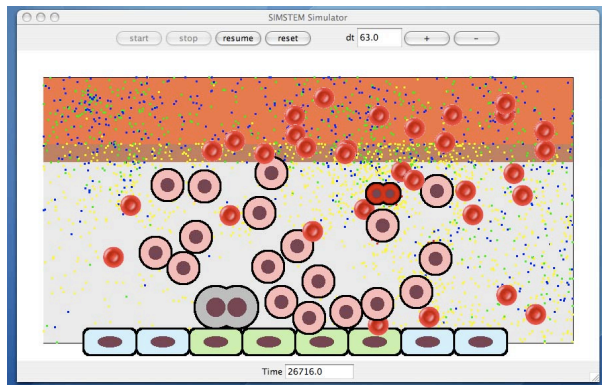 SIMSTEM Simulator
start stop resume reset dt 63.0 + -
Time 26716.0